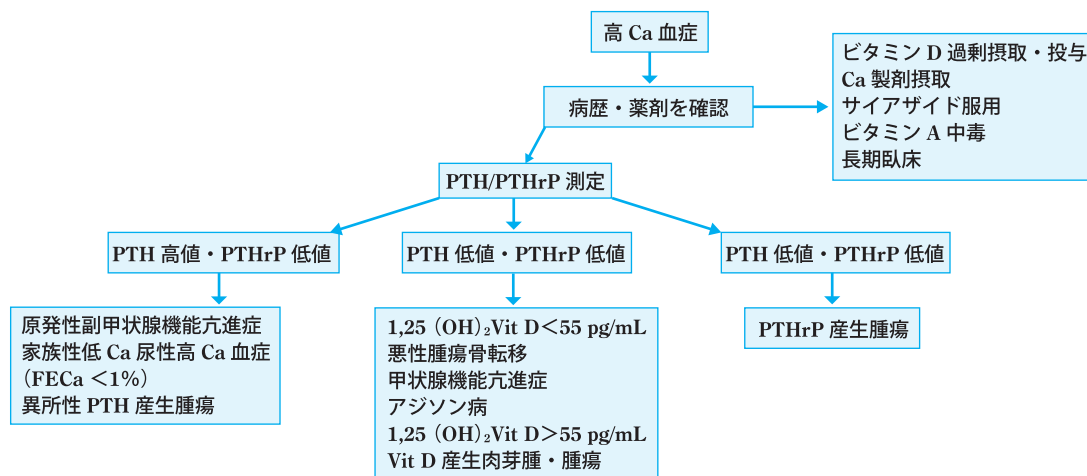 高 Ca 血症
病歴・薬剤を確認
ビタミン D 過剰摂取・投与
Ca 製剤摂取
サイアザイド服用
ビタミン A 中毒
長期臥床
PTH/PTHrP 測定
PTH 高値・PTHrP 低値
PTH 低値・PTHrP 低値
PTH 低値・PTHrP 低値
原発性副甲状腺機能亢進症
家族性低 Ca 尿性高 Ca 血症
（FECa <1%）
異所性 PTH 産生腫瘍
1,25 (OH)₂Vit D＜55 pg/mL
悪性腫瘍骨転移
甲状腺機能亢進症
アジソン病
1,25 (OH)₂Vit D＞55 pg/mL
Vit D 産生肉芽腫・腫瘍
PTHrP 産生腫瘍